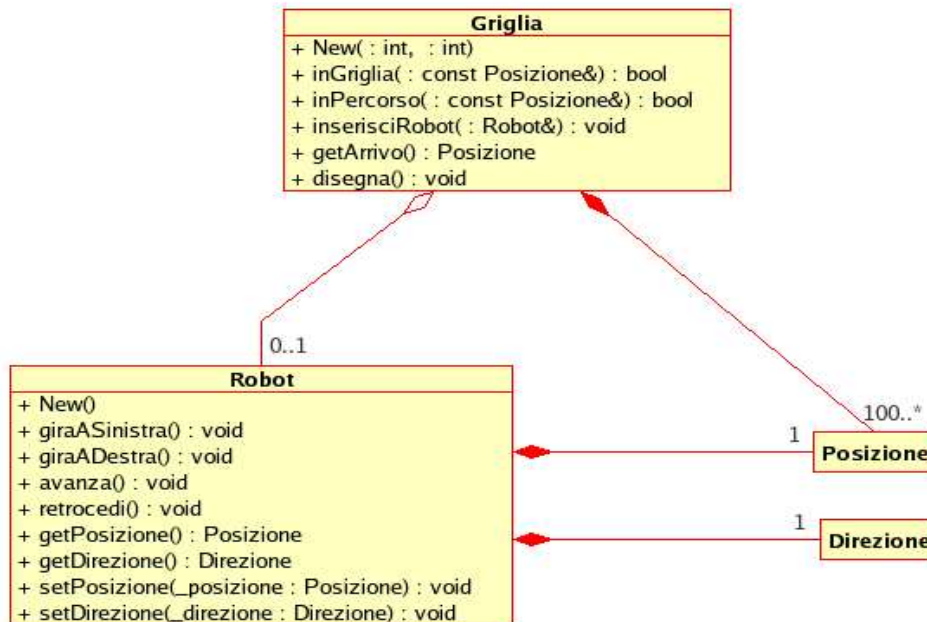 Griglia
+ New( : int,  : int)
+ inGriglia( : const Posizione&) : bool
+ inPercorso( : const Posizione&) : bool
+ inserisciRobot( : Robot&) : void
+ getArrivo() : Posizione
+ disegna() : void
0..1
100..*
Robot
+ New()
+ giraASinistra() : void
+ giraADestra() : void
+ avanza() : void
+ retrocedi() : void
+ getPosizione() : Posizione
+ getDirezione() : Direzione
+ setPosizione(_posizione : Posizione) : void
+ setDirezione(_direzione : Direzione) : void
1
Posizione
1
Direzione